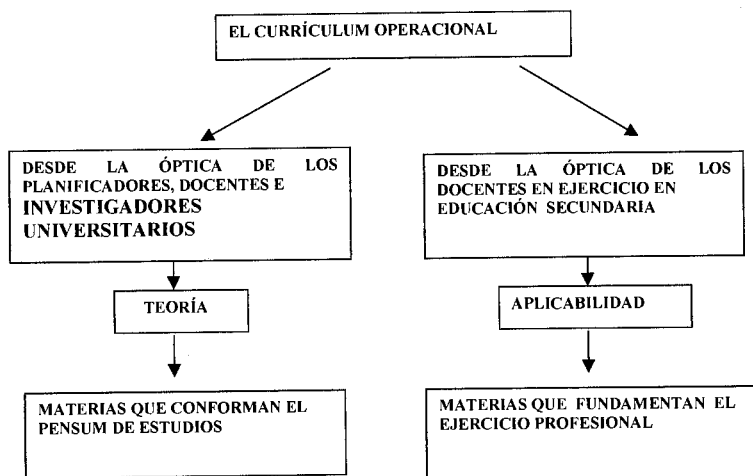 EL CURRÍCULUM OPERACIONAL
DESDE LA ÓPTICA DE LOS
PLANIFICADORES, DOCENTES E
INVESTIGADORES
UNIVERSITARIOS
DESDE LA ÓPTICA DE LOS
DOCENTES EN EJERCICIO EN
EDUCACIÓN SECUNDARIA
TEORÍA
APLICABILIDAD
MATERIAS QUE CONFORMAN EL
PENSUM DE ESTUDIOS
MATERIAS QUE FUNDAMENTAN EL
EJERCICIO PROFESIONAL